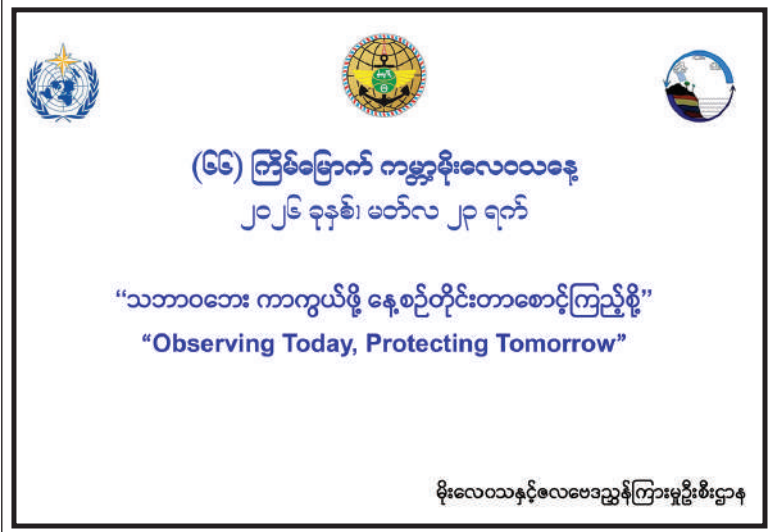 (၆၆) ကြိမ်မြောက် ကမ္ဘာ့မိုးလေဝသနေ့
၂၀၂၆ ခုနှစ်၊ မတ်လ ၂၃ ရက်
“သဘာဝဘေး ကာကွယ်ဖို့ နေ့စဉ်တိုင်းတာစောင့်ကြည့်စို့”
“Observing Today, Protecting Tomorrow”
မိုးလေဝသနှင့်ဇလဗေဒညွှန်ကြားမှုဦးစီးဌာန